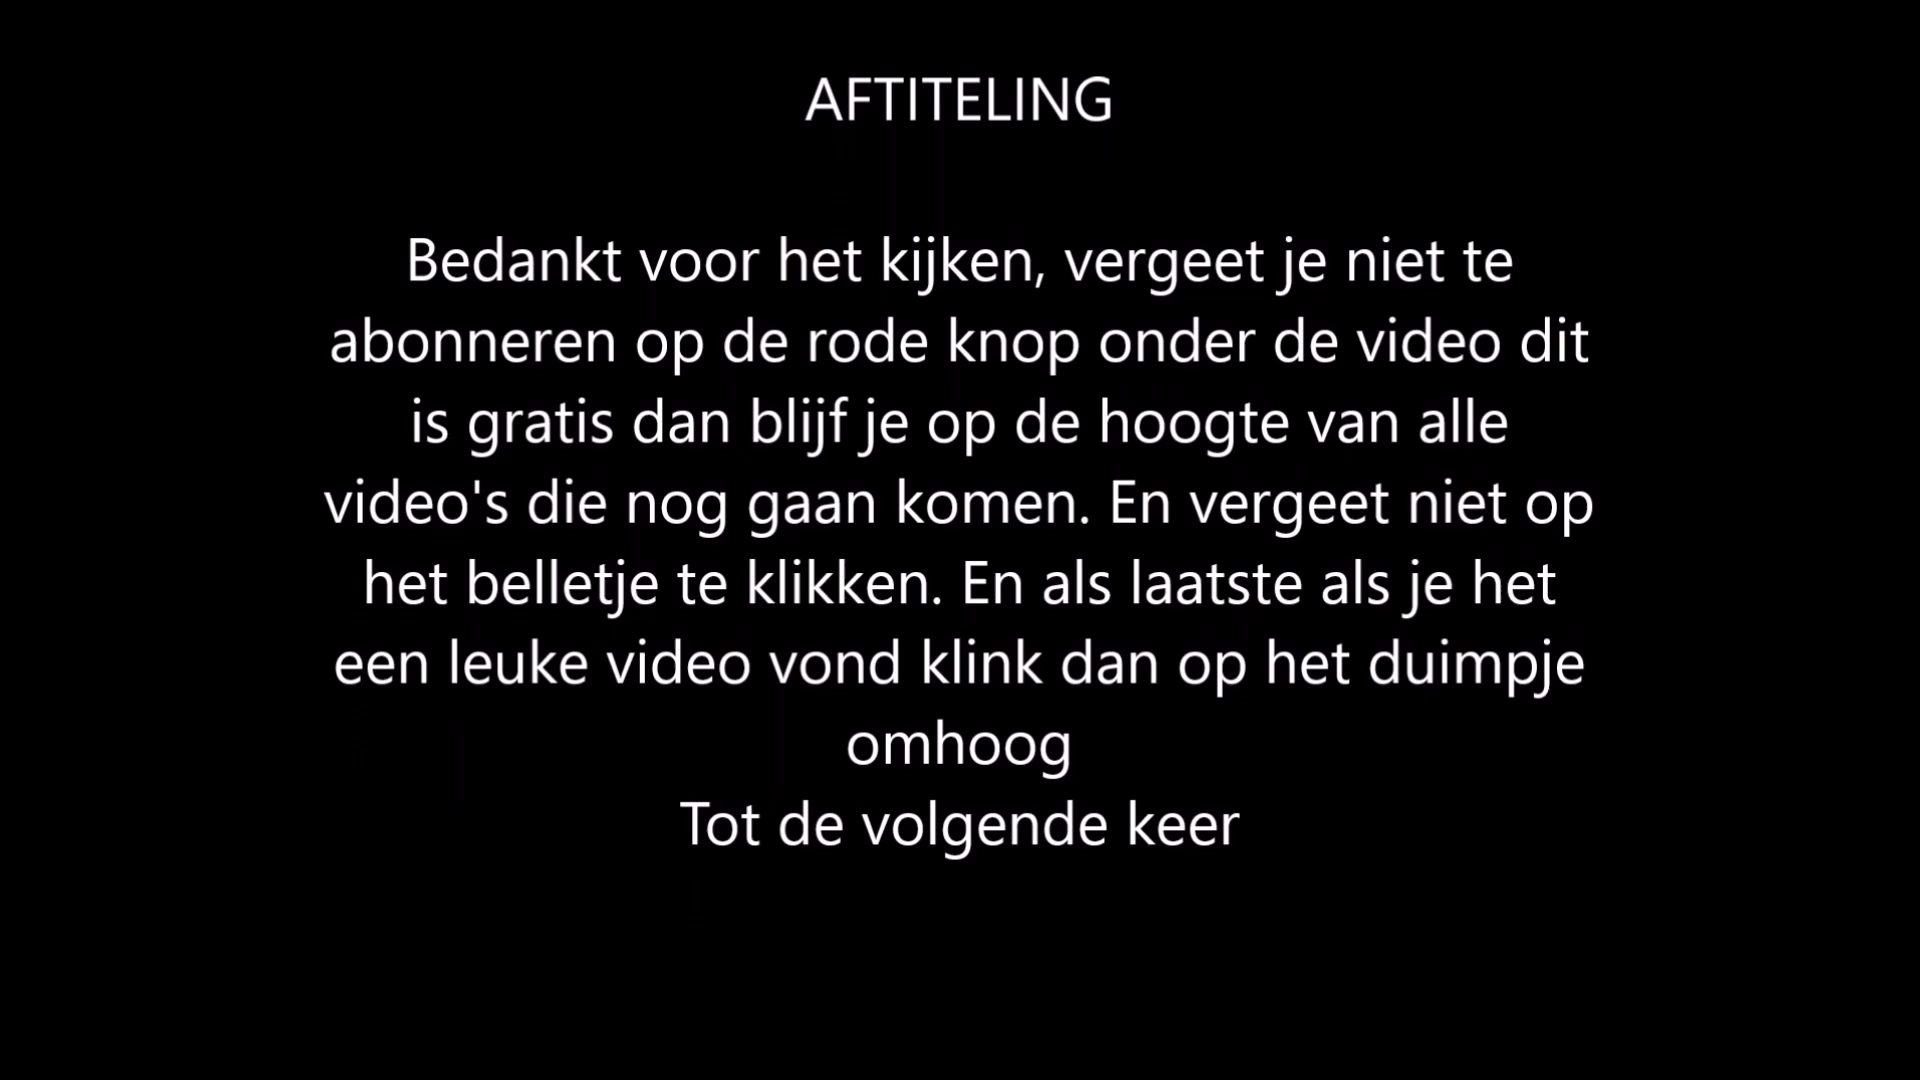 AFTITELING
Bedankt voor het kijken, vergeet je niet te
abonneren op de rode knop onder de video dit
is gratis dan blijf je op de hoogte van alle
video's die nog gaan komen. En vergeet niet op
het belletje te klikken. En als laatste als je het
een leuke video vond klink dan op het duimpje
omhoog
Tot de volgende keer